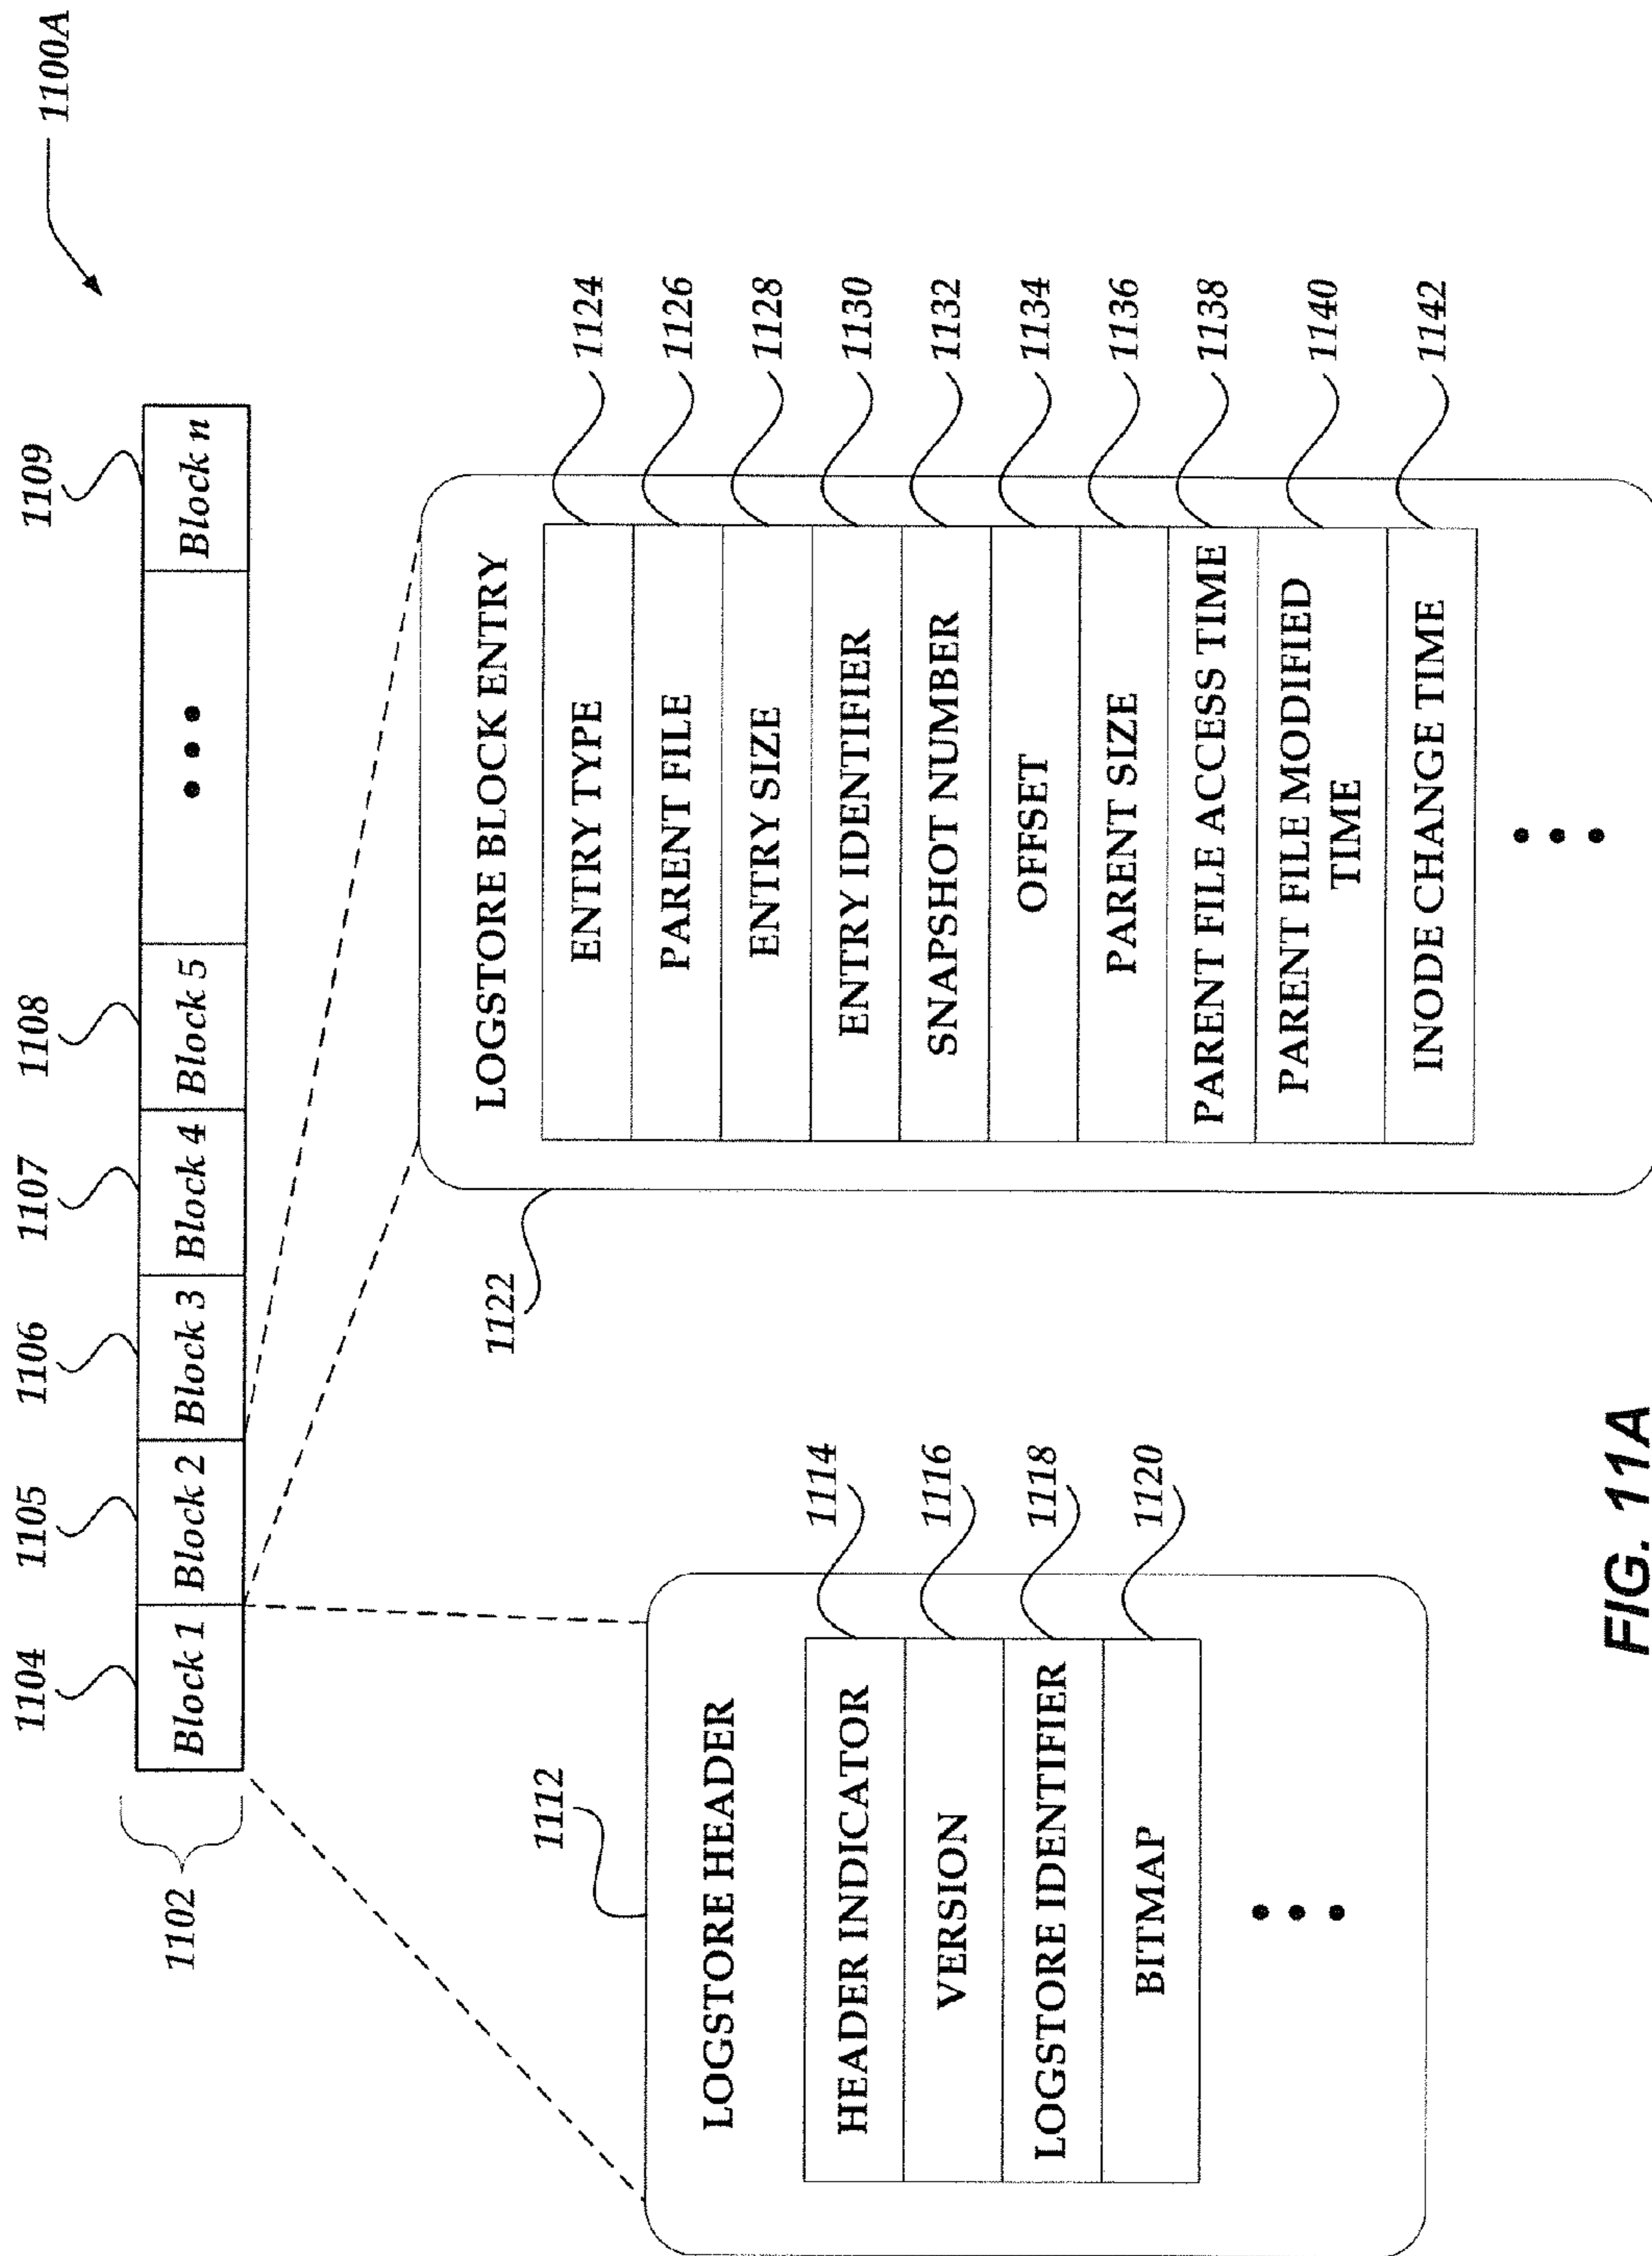 1100A
1104 1105 1106 1107 1108 1109
1102
Block 1 Block 2 Block 3 Block 4 Block 5 • • • Block n
1112
LOGSTORE HEADER
HEADER INDICATOR 1114
VERSION 1116
LOGSTORE IDENTIFIER 1118
BITMAP 1120
• • •
1122
LOGSTORE BLOCK ENTRY
ENTRY TYPE 1124
PARENT FILE 1126
ENTRY SIZE 1128
ENTRY IDENTIFIER 1130
SNAPSHOT NUMBER 1132
OFFSET 1134
PARENT SIZE 1136
PARENT FILE ACCESS TIME 1138
PARENT FILE MODIFIED
TIME 1140
INODE CHANGE TIME 1142
• • •
FIG. 11A